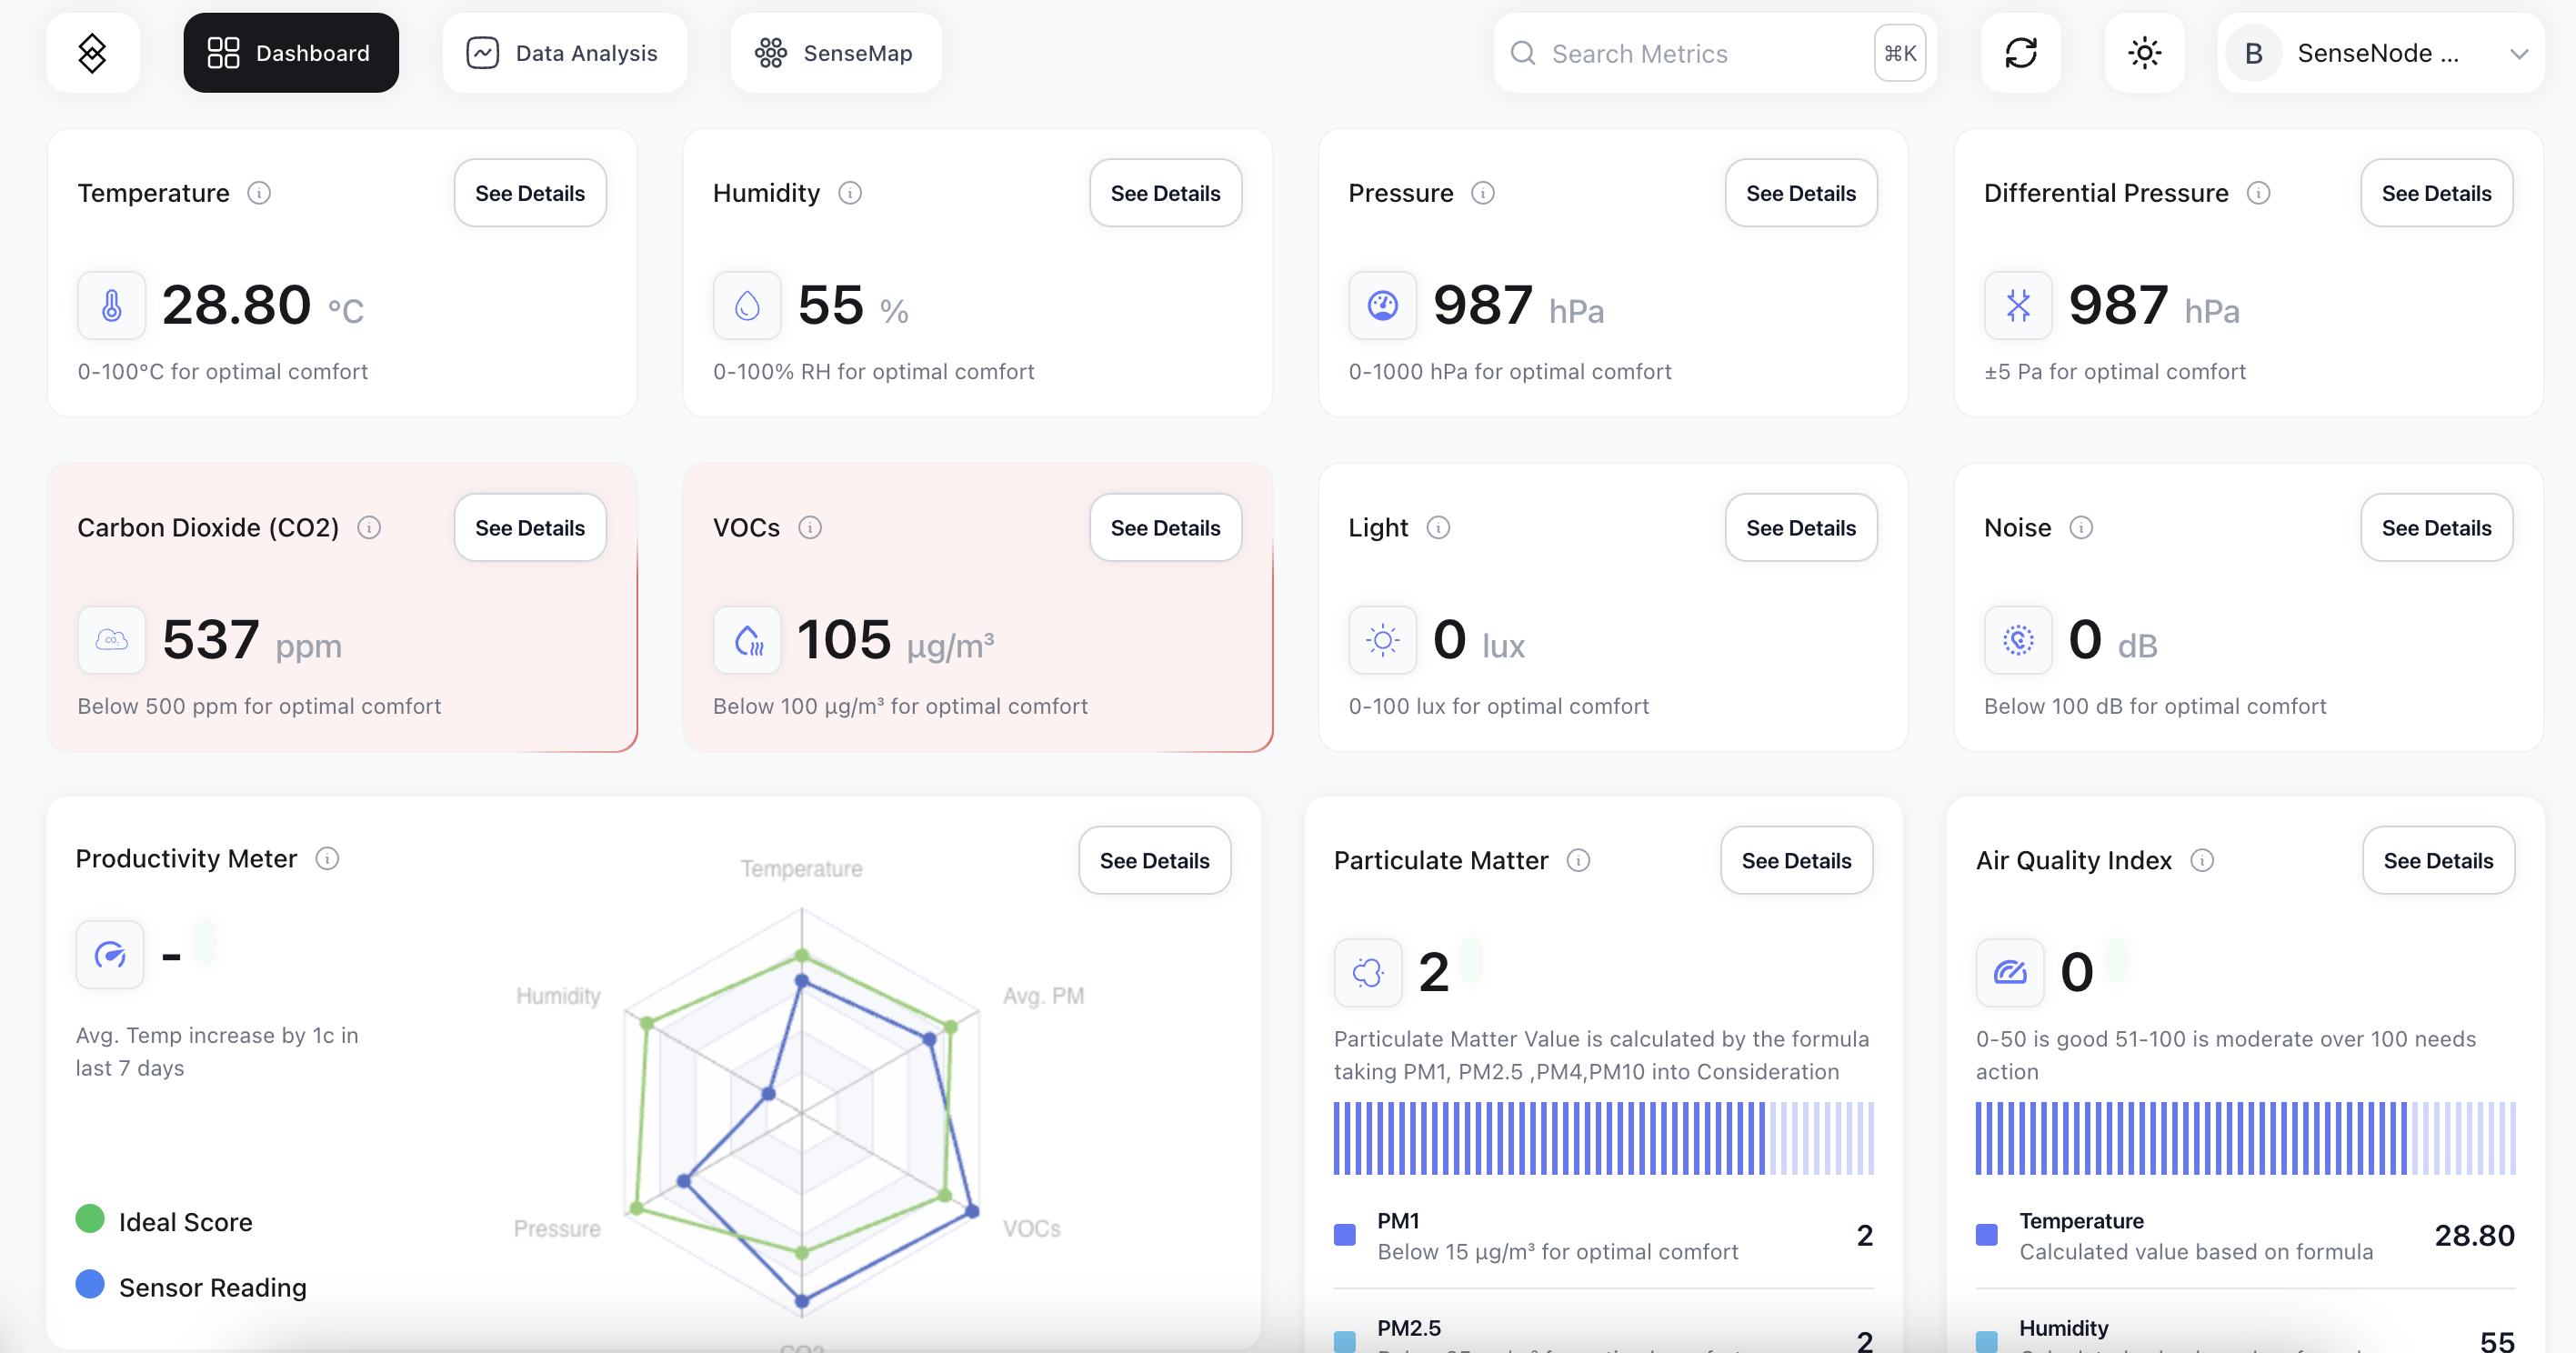 Dashboard
Data Analysis
SenseMap
Search Metrics
⌘K
B
SenseNode ...
Temperature
See Details
28.80 °C
0-100°C for optimal comfort
Humidity
See Details
55 %
0-100% RH for optimal comfort
Pressure
See Details
987 hPa
0-1000 hPa for optimal comfort
Differential Pressure
See Details
987 hPa
±5 Pa for optimal comfort
Carbon Dioxide (CO2)
See Details
CO₂
537 ppm
Below 500 ppm for optimal comfort
VOCs
See Details
105 µg/m³
Below 100 µg/m³ for optimal comfort
Light
See Details
0 lux
0-100 lux for optimal comfort
Noise
See Details
0 dB
Below 100 dB for optimal comfort
Productivity Meter
See Details
-
Avg. Temp increase by 1c in
last 7 days
Ideal Score
Sensor Reading
Temperature
Avg. PM
VOCs
CO2
Pressure
Humidity
Particulate Matter
See Details
2
Particulate Matter Value is calculated by the formula
taking PM1, PM2.5 ,PM4,PM10 into Consideration
PM1
Below 15 µg/m³ for optimal comfort
2
PM2.5
2
Air Quality Index
See Details
0
0-50 is good 51-100 is moderate over 100 needs
action
Temperature
Calculated value based on formula
28.80
Humidity
55